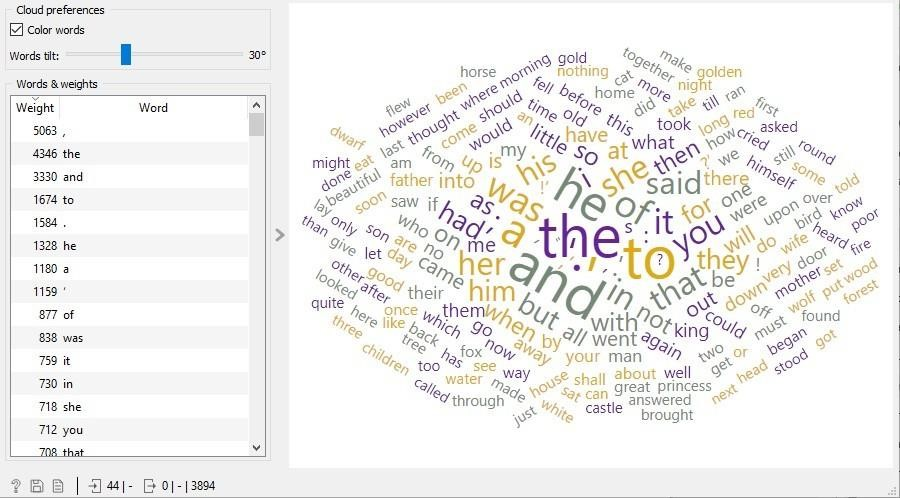 Cloud preferences
Color words
Words tilt: 30°
Words & weights
Weight Word
5063 ,
4346 the
3330 and
1674 to
1584 .
1328 he
1180 a
1159 '
877 of
838 was
759 it
730 in
718 she
712 you
708 that
44 | - 0 | - | 3894
together make
horse where morning gold
nothing cat more night golden
flew however been
should fell before home did take till ran first
last thought come time old this took long red
dwarf would an little so have at what then how cried asked
might eat am from up is my his i she ?' we himself still round
done beautiful father into was !' he of said there some told
lay soon saw if as . one upon over
than only who on had ,' a ' the s . it you for were bird know
give son are no me to will do wife heard poor
let day came her and , in ? they ! very door fire
other after good their him that be down mother set
looked once them but not out off wolf put wood
quite here like which when all with king could must found forest
three back go by went again two began
tree has now away your man or stood got
children fox see
too way about well get head
water house shall great princess next
called made sat can answered
through castle
just white brought